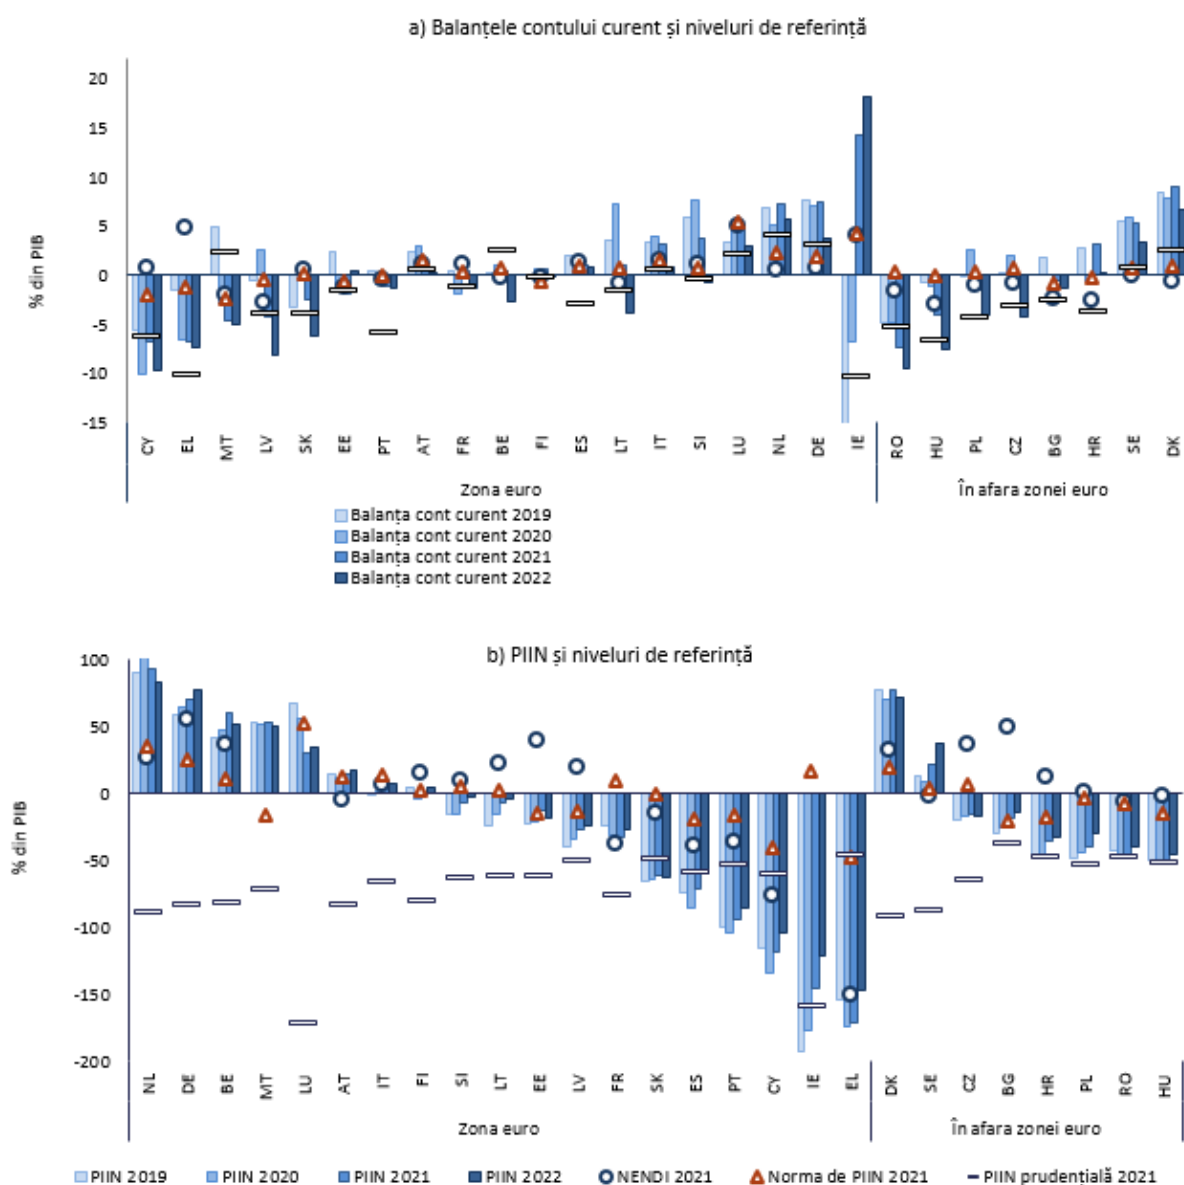 a) Balanțele contului curent și niveluri de referință
% din PIB
20
15
10
5
0
-5
-10
-15
CY EL MT LV SK EE PT AT FR BE FI ES LT IT SI LU NL DE IE RO HU PL CZ BG HR SE DK
Zona euro În afara zonei euro
Balanța cont curent 2019
Balanța cont curent 2020
Balanța cont curent 2021
Balanța cont curent 2022
b) PIIN și niveluri de referință
% din PIB
100
50
0
-50
-100
-150
-200
NL DE BE MT LU AT IT FI SI LT EE LV FR SK ES PT CY IE EL DK SE CZ BG HR PL RO HU
Zona euro În afara zonei euro
PIIN 2019 PIIN 2020 PIIN 2021 PIIN 2022 NENDI 2021 Norma de PIIN 2021 PIIN prudențială 2021